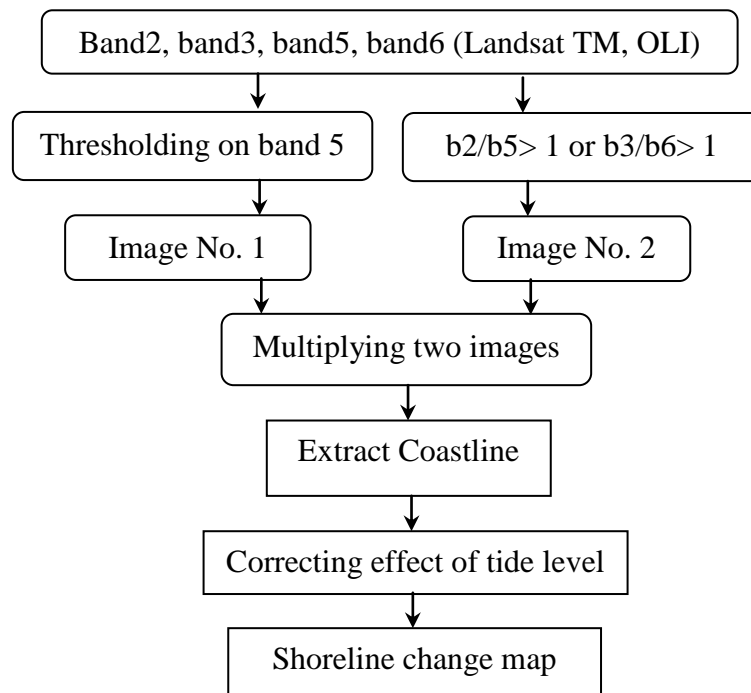 Band2, band3, band5, band6 (Landsat TM, OLI)
Thresholding on band 5
b2/b5> 1 or b3/b6> 1
Image No. 1
Image No. 2
Multiplying two images
Extract Coastline
Correcting effect of tide level
Shoreline change map